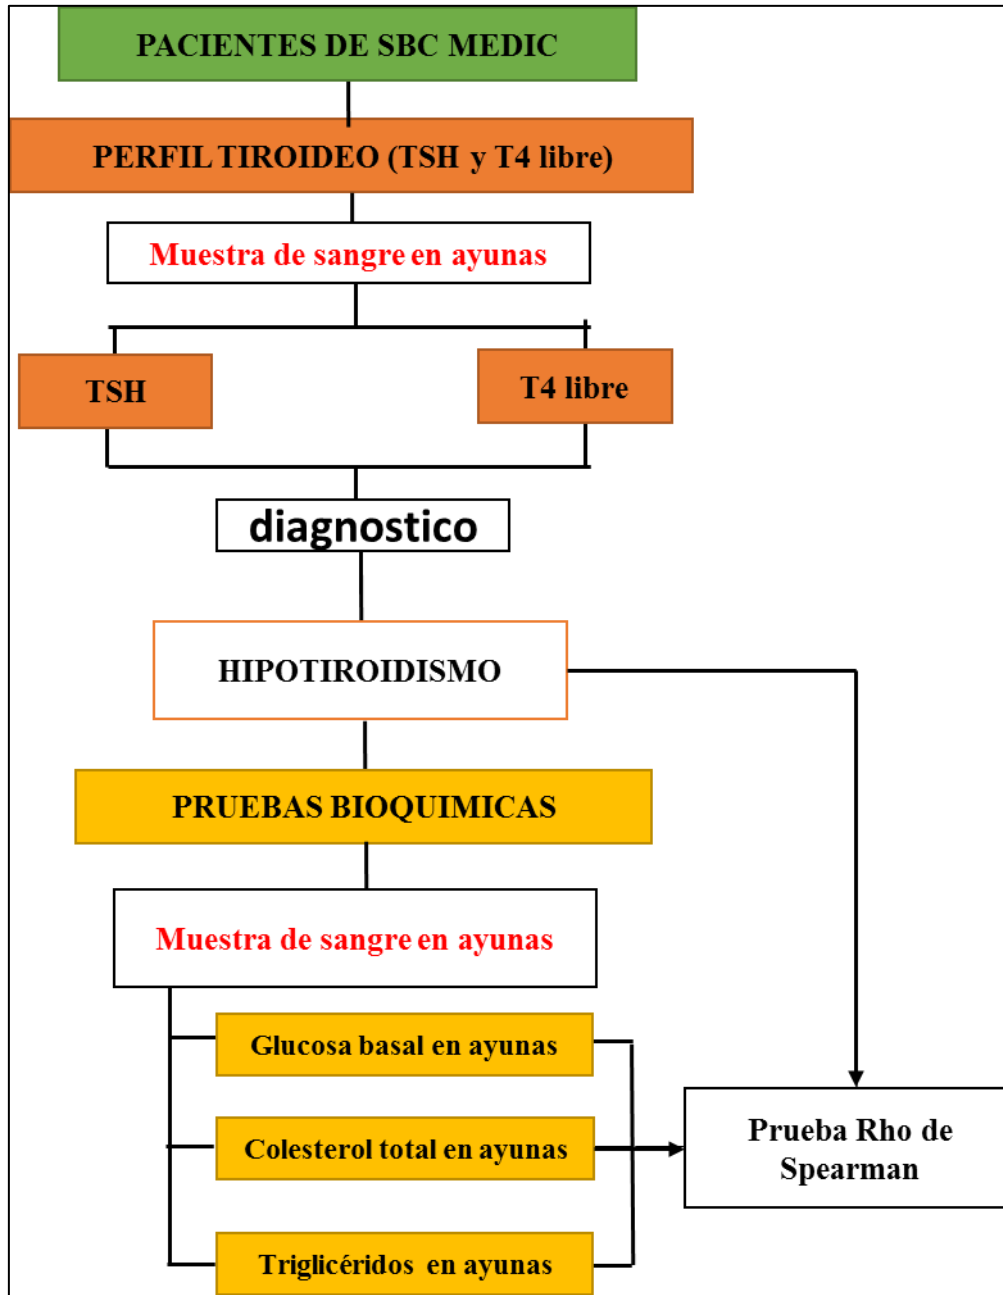 PACIENTES DE SBC MEDIC
PERFIL TIROIDEO (TSH y T4 libre)
Muestra de sangre en ayunas
TSH
T4 libre
diagnostico
HIPOTIROIDISMO
PRUEBAS BIOQUIMICAS
Muestra de sangre en ayunas
Glucosa basal en ayunas
Colesterol total en ayunas
Triglicéridos en ayunas
Prueba Rho de
Spearman